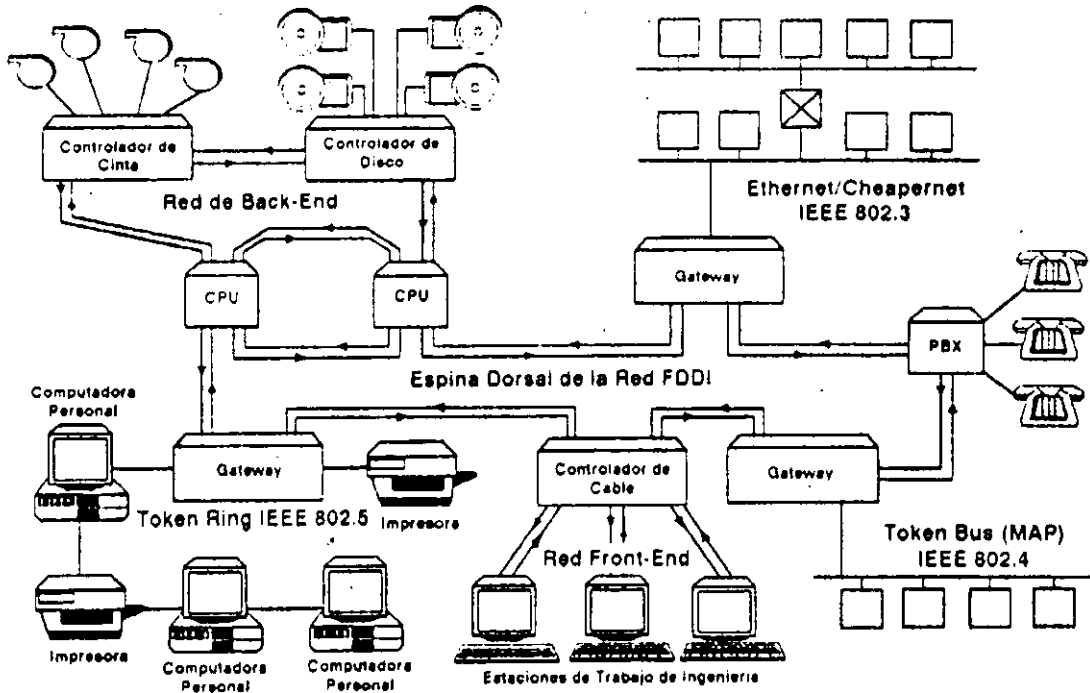 Controlador de
Cinta
Controlador de
Disco
Red de Back-End
Ethernet/Cheapernet
IEEE 802.3
CPU
CPU
Gateway
PBX
Espina Dorsal de la Red FDDI
Computadora
Personal
Gateway
Impresora
Controlador de
Cable
Gateway
Token Ring IEEE 802.5
Token Bus (MAP)
IEEE 802.4
Red Front-End
Impresora
Computadora
Personal
Computadora
Personal
Estaciones de Trabajo de Ingenieria